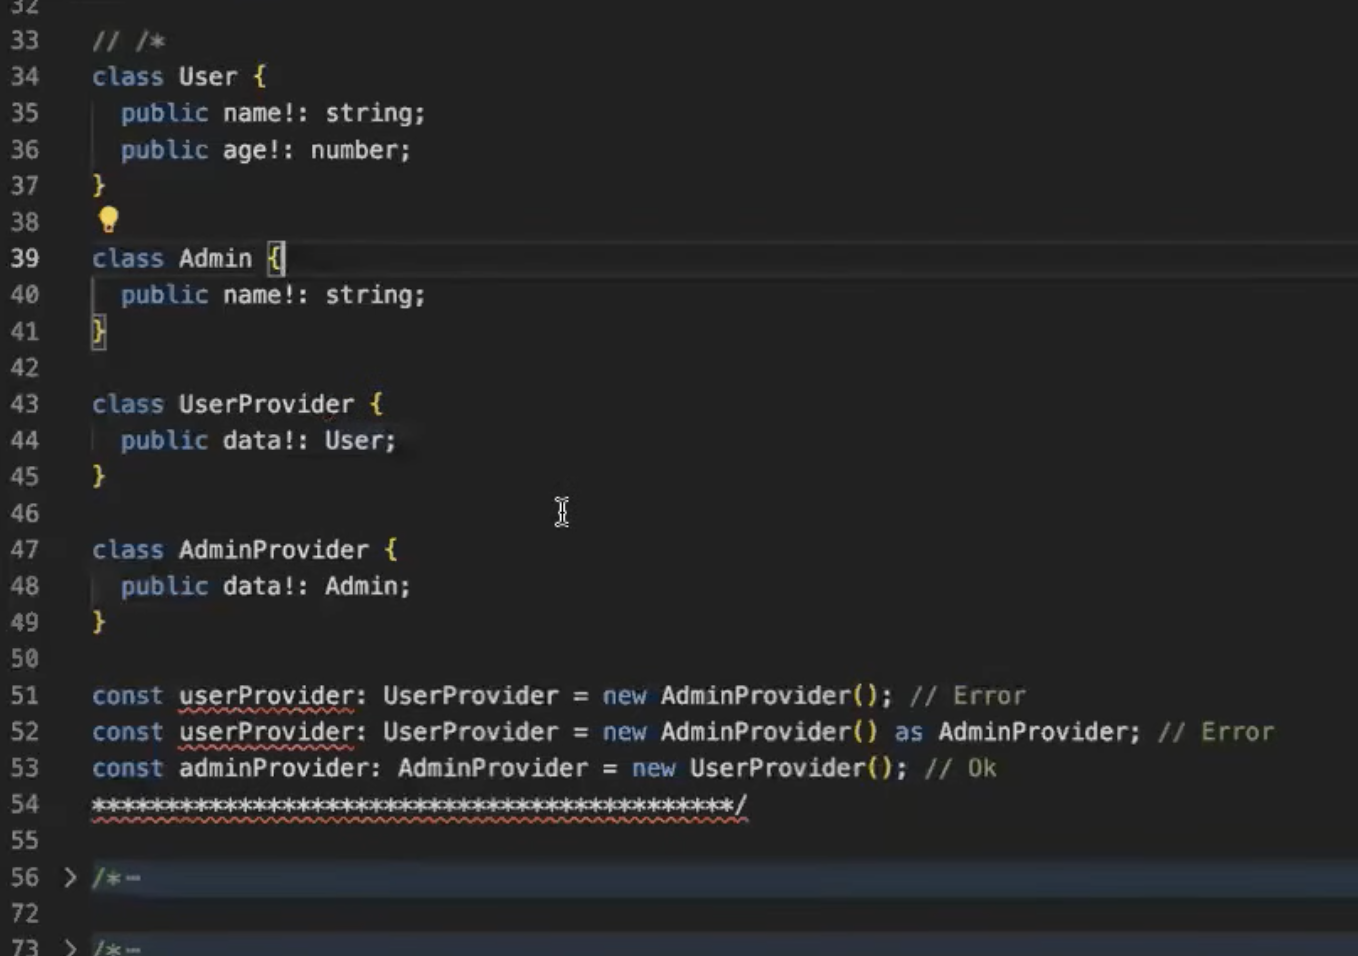 32
33 // /*
34 class User {
35 public name!: string;
36 public age!: number;
37 }
38
39 class Admin {
40 public name!: string;
41 }
42
43 class UserProvider {
44 public data!: User;
45 }
46
47 class AdminProvider {
48 public data!: Admin;
49 }
50
51 const userProvider: UserProvider = new AdminProvider(); // Error
52 const userProvider: UserProvider = new AdminProvider() as AdminProvider; // Error
53 const adminProvider: AdminProvider = new UserProvider(); // Ok
54 ********************************************/
55
56 > /*⋯
72
73 > /*⋯